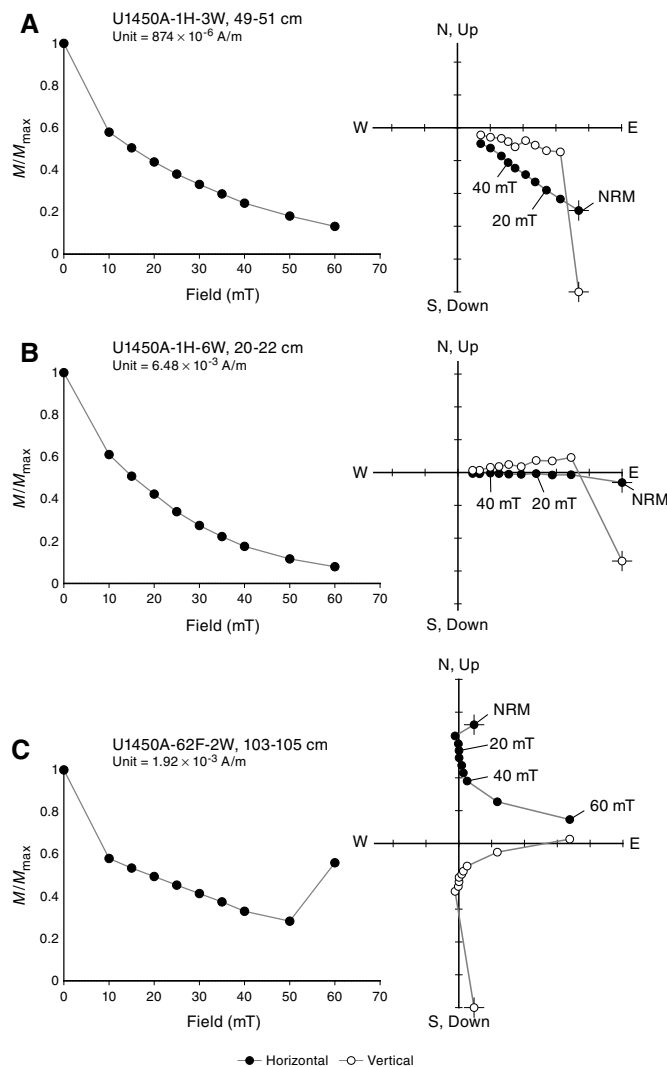 A
U1450A-1H-3W, 49-51 cm
Unit = 874 × 10⁻⁶ A/m
M/Mmax
1
0.8
0.6
0.4
0.2
0
0 10 20 30 40 50 60 70
Field (mT)
N, Up
W
E
40 mT
20 mT
NRM
S, Down
B
U1450A-1H-6W, 20-22 cm
Unit = 6.48 × 10⁻³ A/m
M/Mmax
1
0.8
0.6
0.4
0.2
0
0 10 20 30 40 50 60 70
Field (mT)
N, Up
W
E
40 mT
20 mT
NRM
S, Down
C
U1450A-62F-2W, 103-105 cm
Unit = 1.92 × 10⁻³ A/m
M/Mmax
1
0.8
0.6
0.4
0.2
0
0 10 20 30 40 50 60 70
Field (mT)
N, Up
NRM
20 mT
40 mT
60 mT
W
E
S, Down
Horizontal Vertical